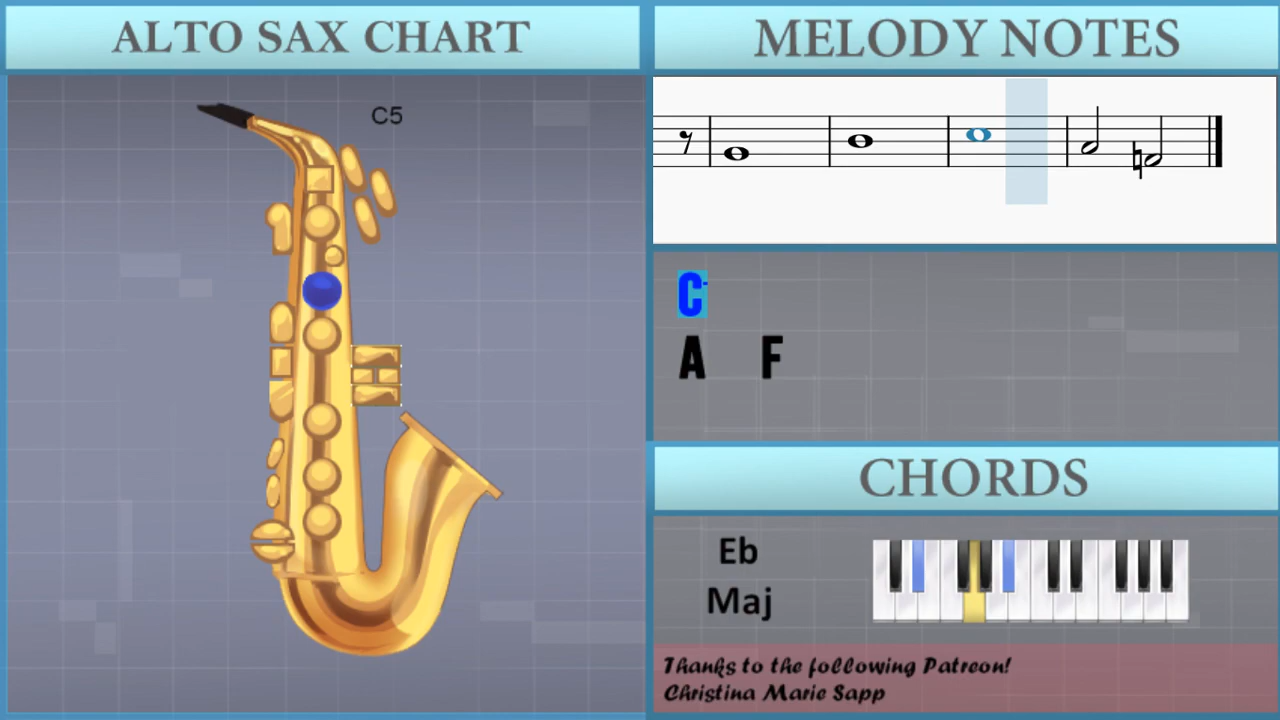 ALTO SAX CHART
C5
MELODY NOTES
C
A F
CHORDS
Eb
Maj
Thanks to the following Patreon!
Christina Marie Sapp